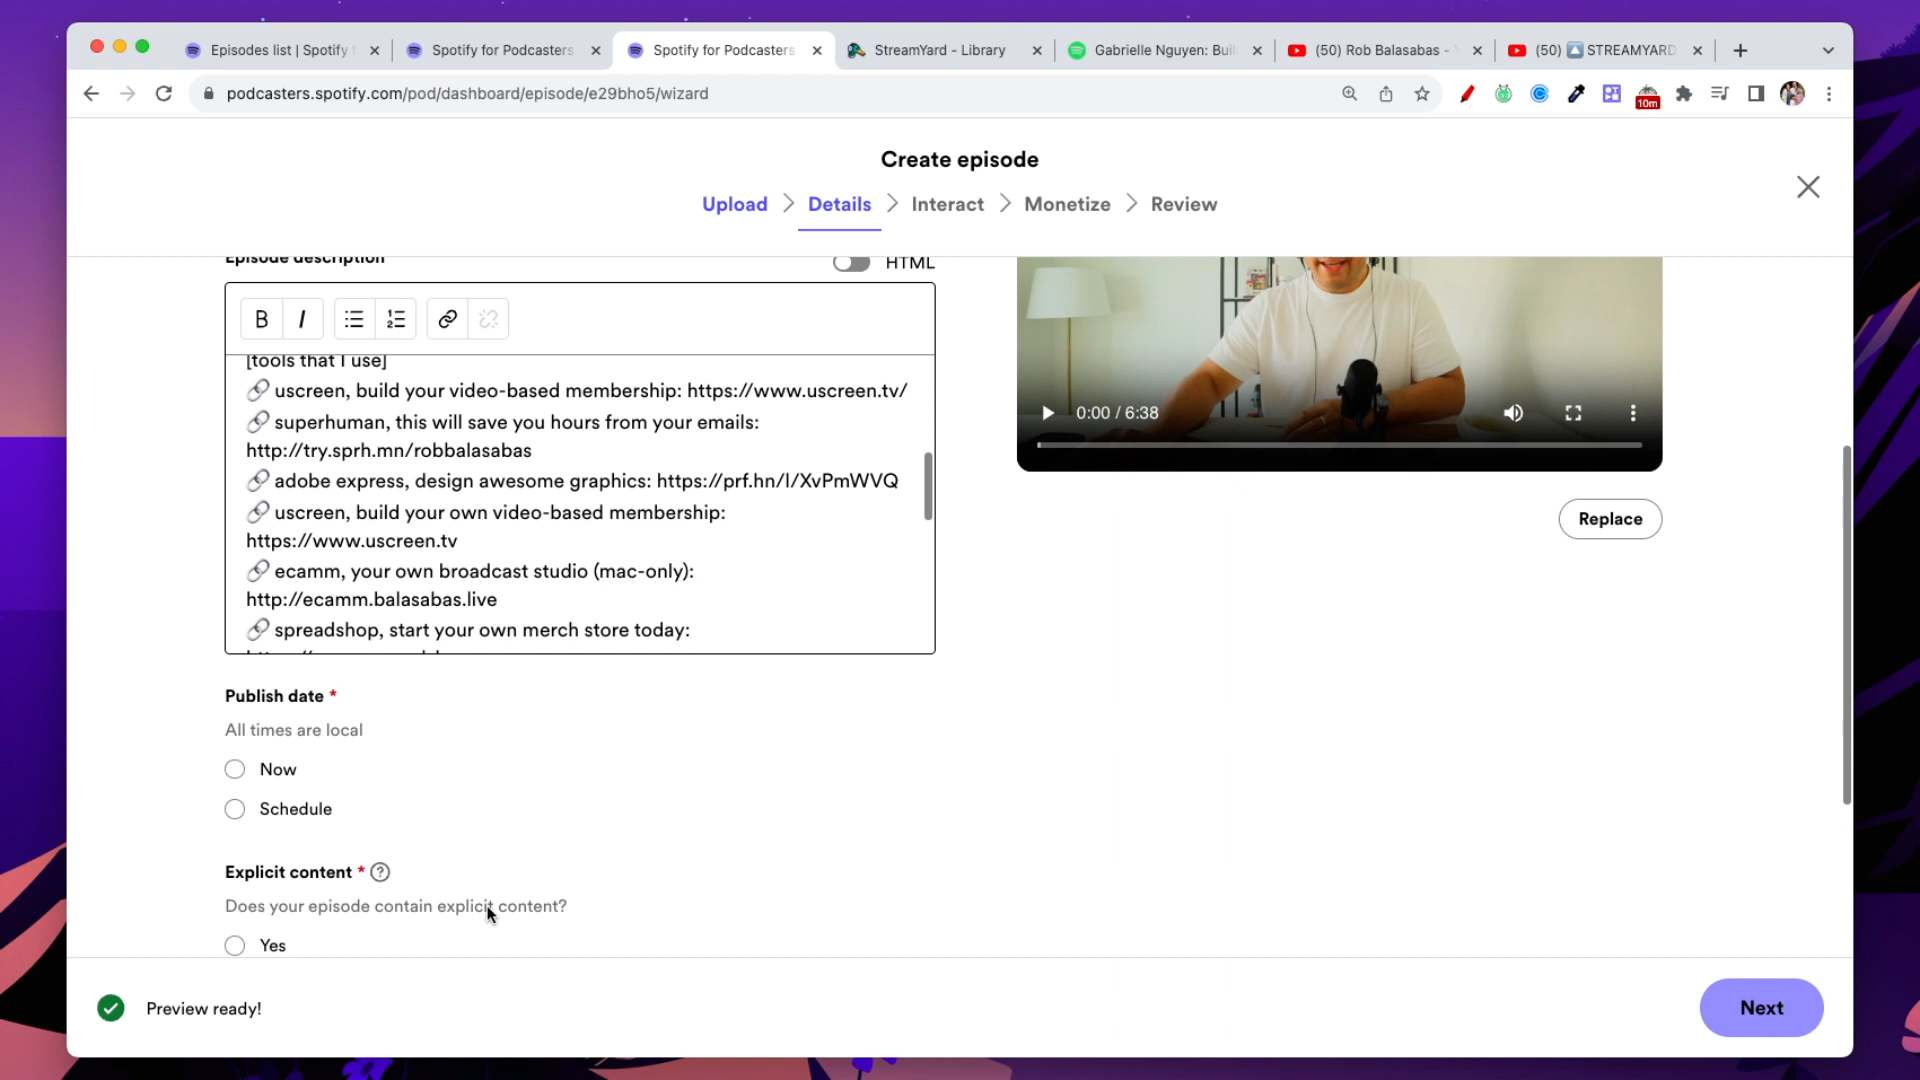 Episodes list | Spotify f
Spotify for Podcasters
Spotify for Podcasters
StreamYard - Library
Gabrielle Nguyen: Buil
(50) Rob Balasabas - Y
(50) STREAMYARD
podcasters.spotify.com/pod/dashboard/episode/e29bho5/wizard
10m
Create episode
Upload
Details
Interact
Monetize
Review
Episode description
HTML
B I
[tools that I use]
🔗 uscreen, build your video-based membership: https://www.uscreen.tv/
🔗 superhuman, this will save you hours from your emails:
http://try.sprh.mn/robbalasabas
🔗 adobe express, design awesome graphics: https://prf.hn/l/XvPmWVQ
🔗 uscreen, build your own video-based membership:
https://www.uscreen.tv
🔗 ecamm, your own broadcast studio (mac-only):
http://ecamm.balasabas.live
🔗 spreadshop, start your own merch store today:
0:00 / 6:38
Replace
Publish date *
All times are local
Now
Schedule
Explicit content * ?
Does your episode contain explicit content?
Yes
Preview ready!
Next